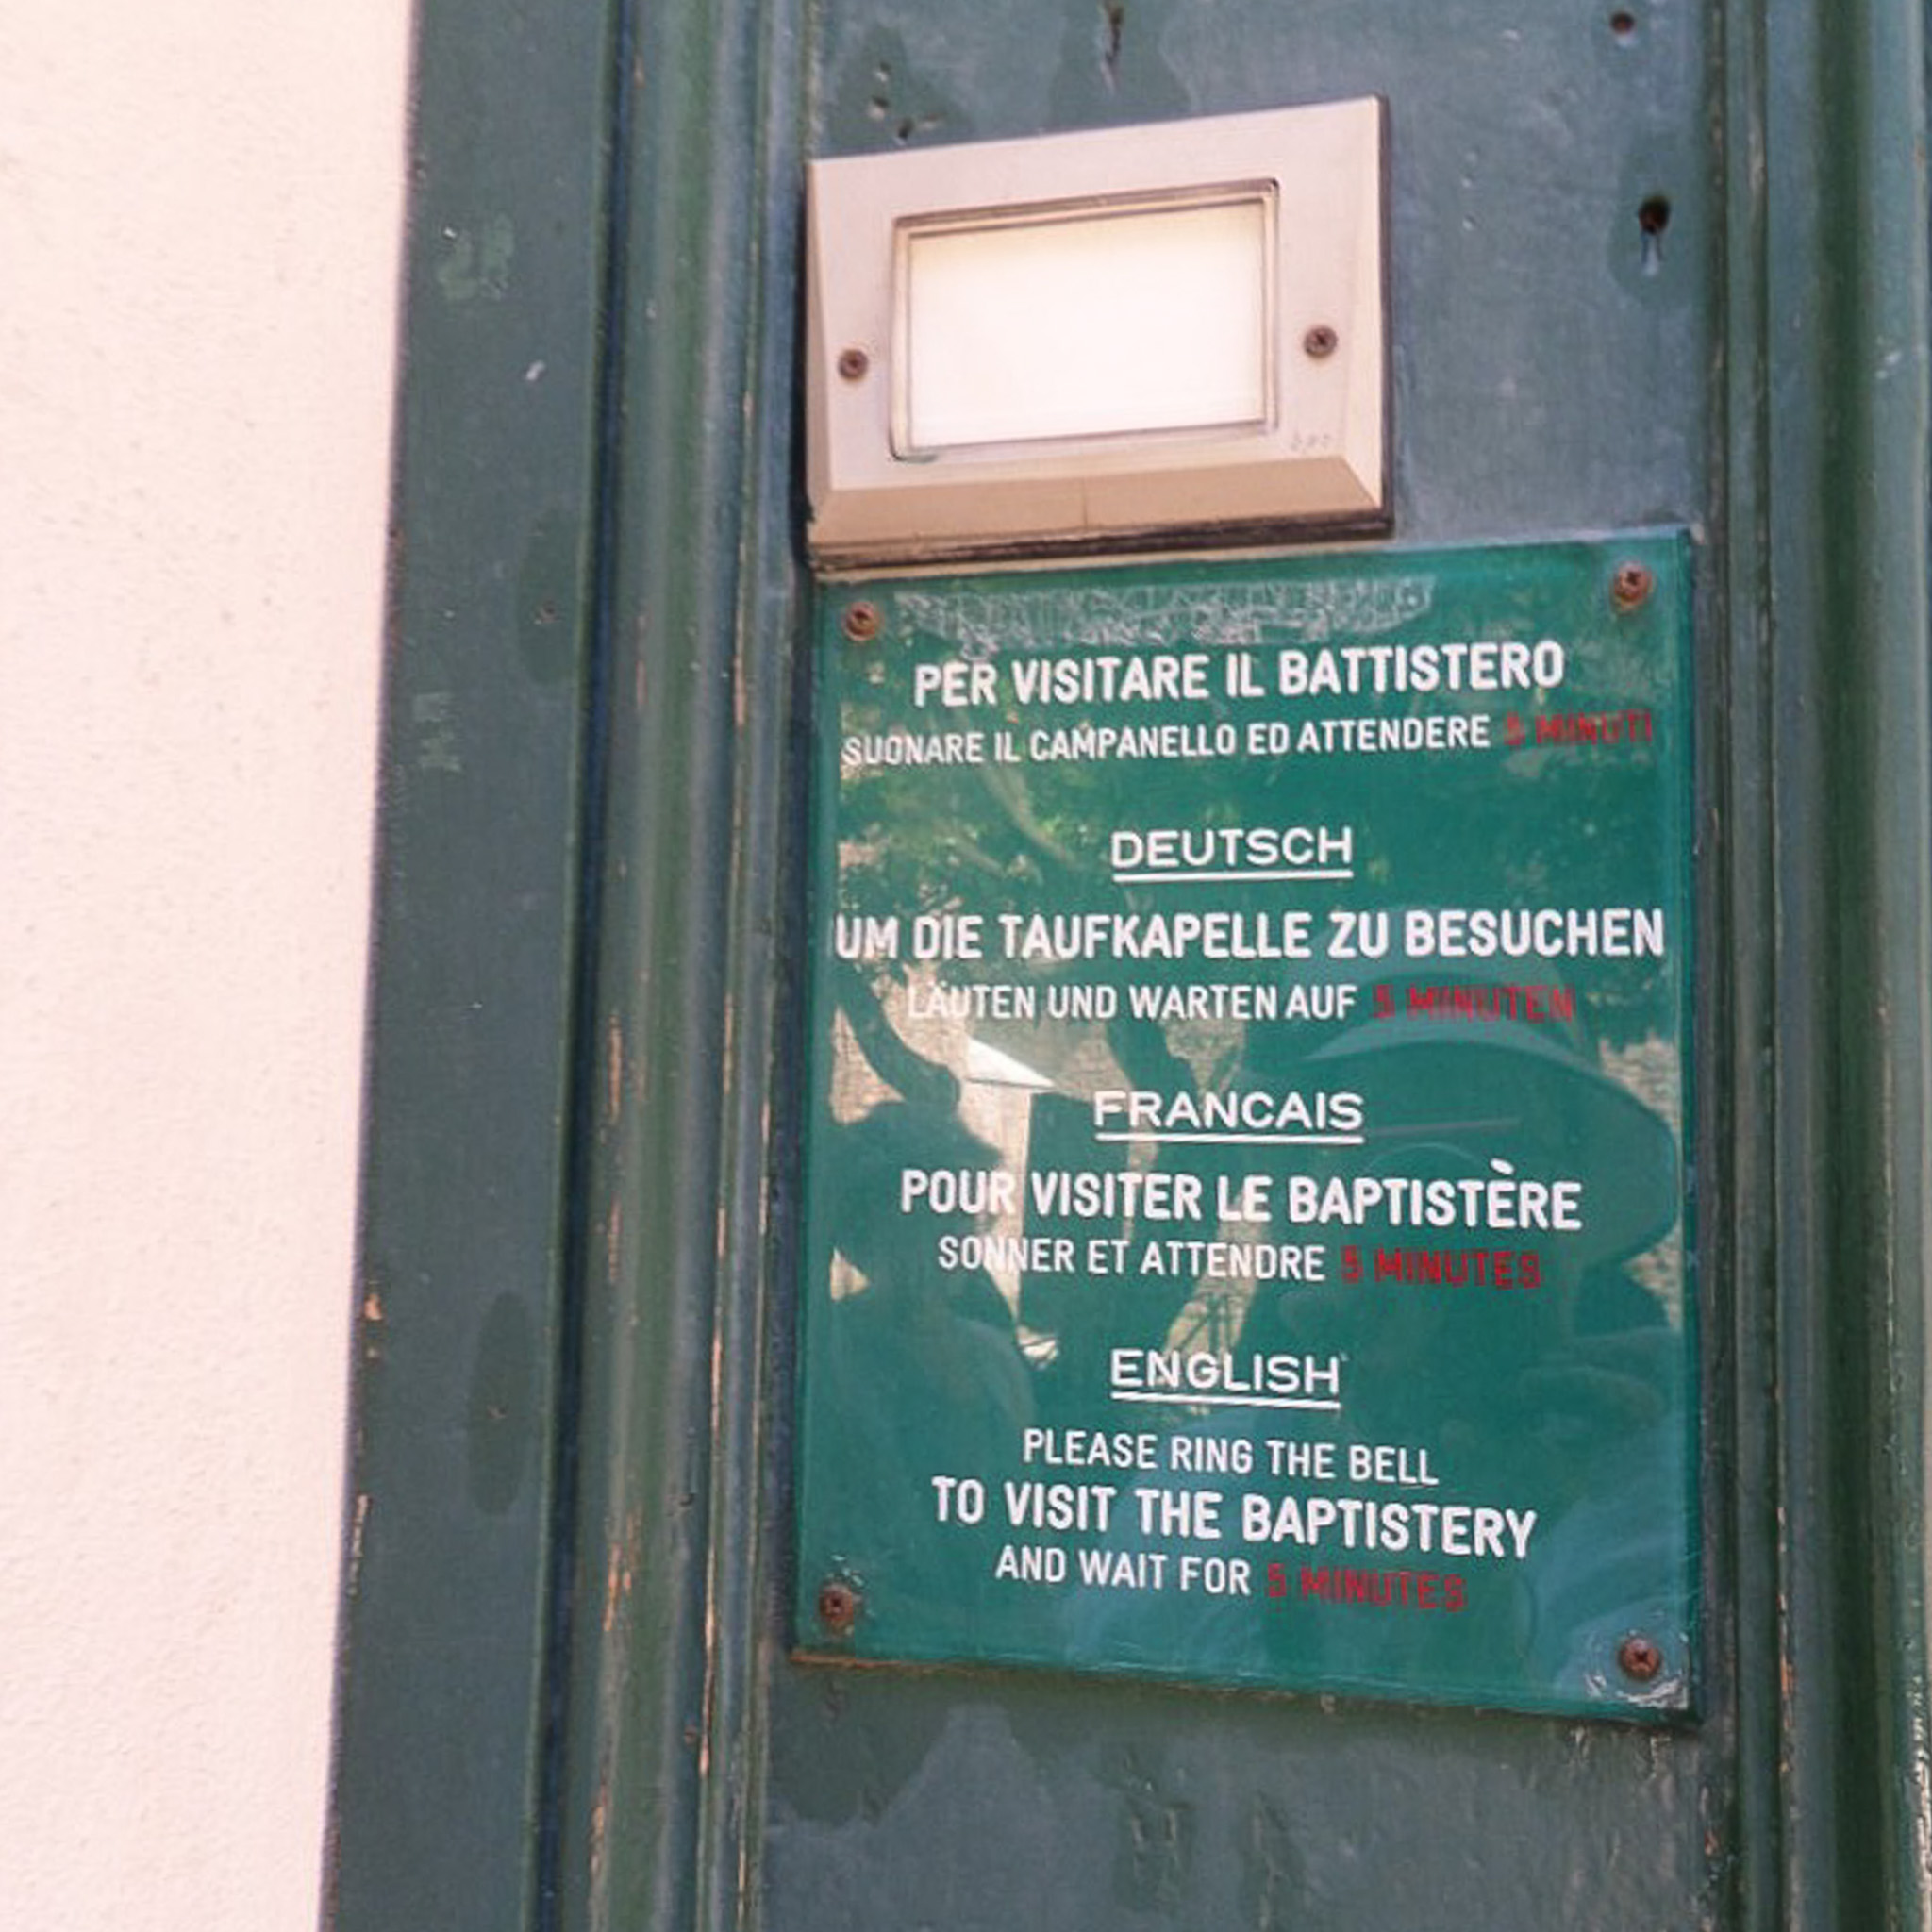 PER VISITARE IL BATTISTERO
SUONARE IL CAMPANELLO ED ATTENDERE 5 MINUTI
DEUTSCH
UM DIE TAUFKAPELLE ZU BESUCHEN
LÄUTEN UND WARTEN AUF 5 MINUTEN
FRANCAIS
POUR VISITER LE BAPTISTÈRE
SONNER ET ATTENDRE 5 MINUTES
ENGLISH
PLEASE RING THE BELL
TO VISIT THE BAPTISTERY
AND WAIT FOR 5 MINUTES